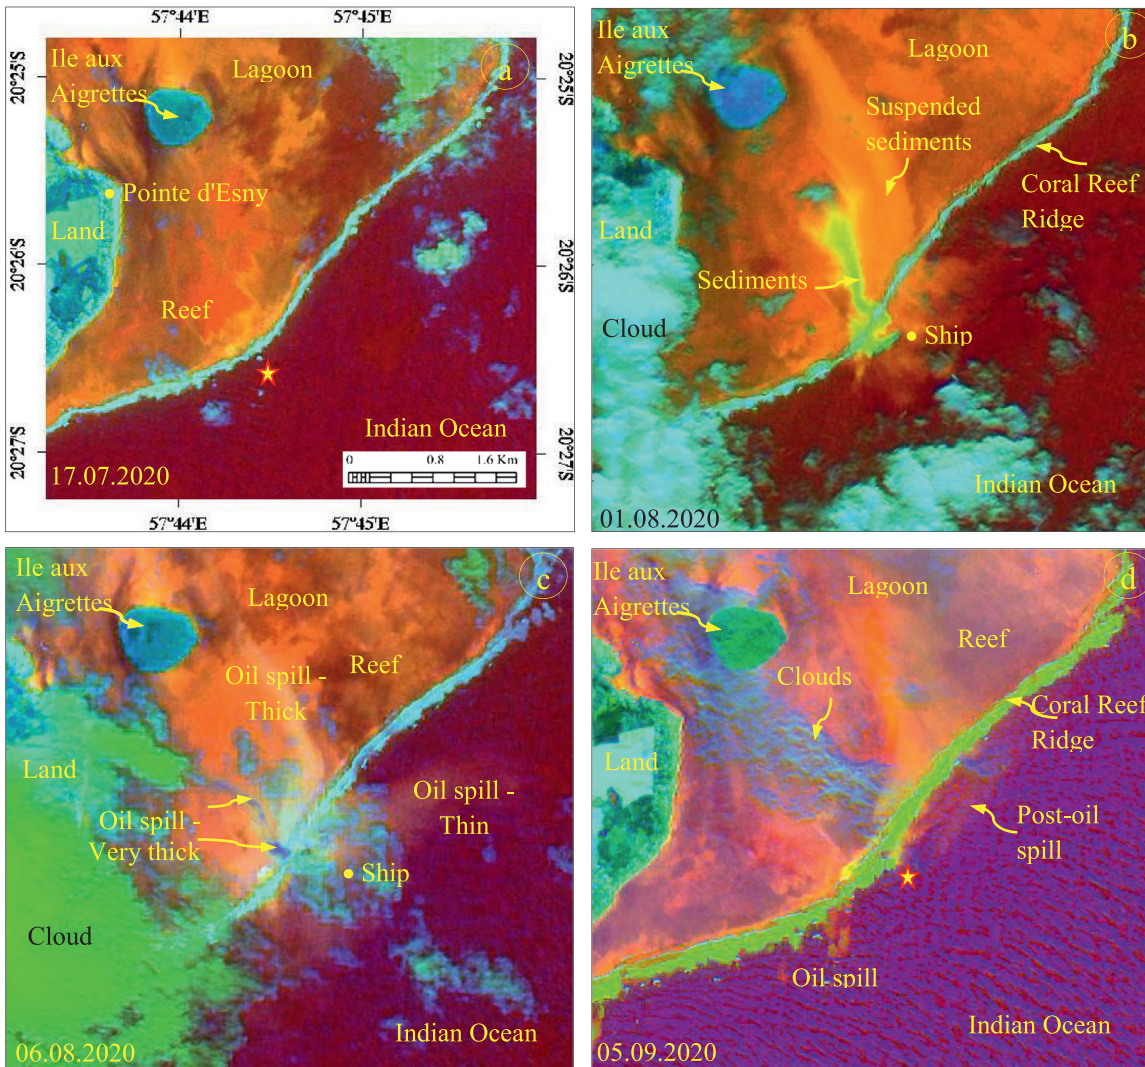 57°44'E
57°45'E
20°25'S
20°25'S
20°26'S
20°26'S
20°27'S
20°27'S
57°44'E
57°45'E
a
Ile aux
Aigrettes
Lagoon
Pointe d'Esny
Land
Reef
Indian Ocean
0
0.8
1.6 Km
17.07.2020
b
Ile aux
Aigrettes
Lagoon
Suspended
sediments
Coral Reef
Ridge
Land
Sediments
Cloud
Ship
Indian Ocean
01.08.2020
c
Ile aux
Aigrettes
Lagoon
Reef
Oil spill -
Thick
Land
Oil spill -
Very thick
Oil spill -
Thin
Ship
Cloud
Indian Ocean
06.08.2020
d
Ile aux
Aigrettes
Lagoon
Reef
Clouds
Coral Reef
Ridge
Land
Post-oil
spill
Oil spill
Indian Ocean
05.09.2020